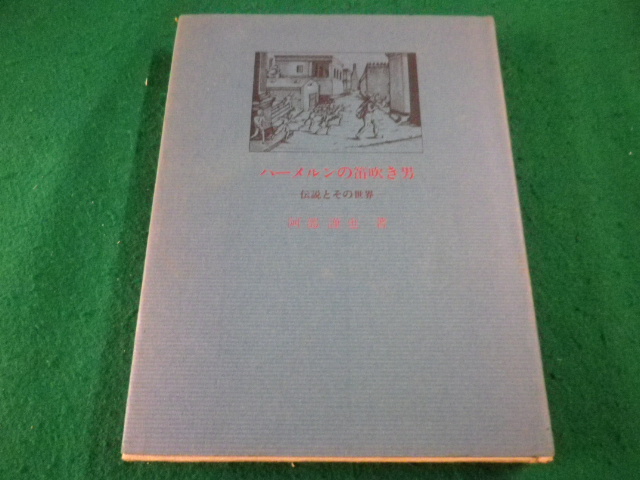 ハーメルンの笛吹き男
伝説とその世界
阿部謹也 著